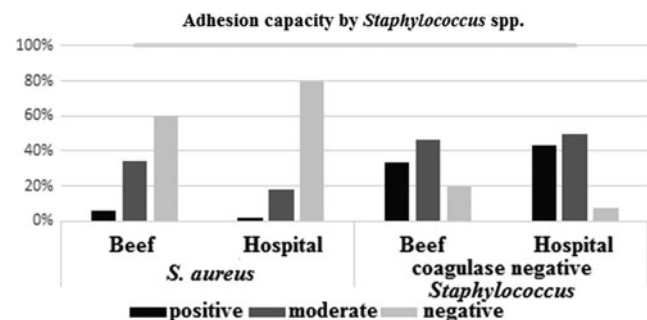 Adhesion capacity by Staphylococcus spp.
100%
80%
60%
40%
20%
0%
Beef Hospital Beef Hospital
S. aureus coagulase negative
Staphylococcus
positive moderate negative